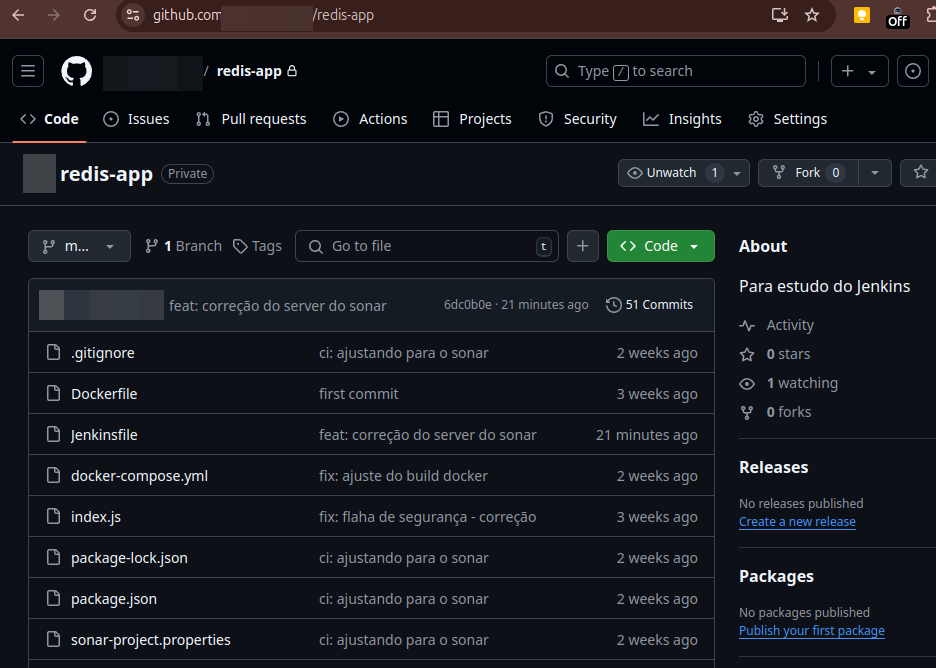 github.com/redis-app
Off
/ redis-app
Type / to search
Code Issues Pull requests Actions Projects Security Insights Settings
redis-app Private
Unwatch 1 Fork 0
m... 1 Branch Tags Go to file t Code
feat: correção do server do sonar 6dc0b0e · 21 minutes ago 51 Commits
.gitignore ci: ajustando para o sonar 2 weeks ago
Dockerfile first commit 3 weeks ago
Jenkinsfile feat: correção do server do sonar 21 minutes ago
docker-compose.yml fix: ajuste do build docker 2 weeks ago
index.js fix: flaha de segurança - correção 3 weeks ago
package-lock.json ci: ajustando para o sonar 2 weeks ago
package.json ci: ajustando para o sonar 2 weeks ago
sonar-project.properties ci: ajustando para o sonar 2 weeks ago
About
Para estudo do Jenkins
Activity
0 stars
1 watching
0 forks
Releases
No releases published
Create a new release
Packages
No packages published
Publish your first package